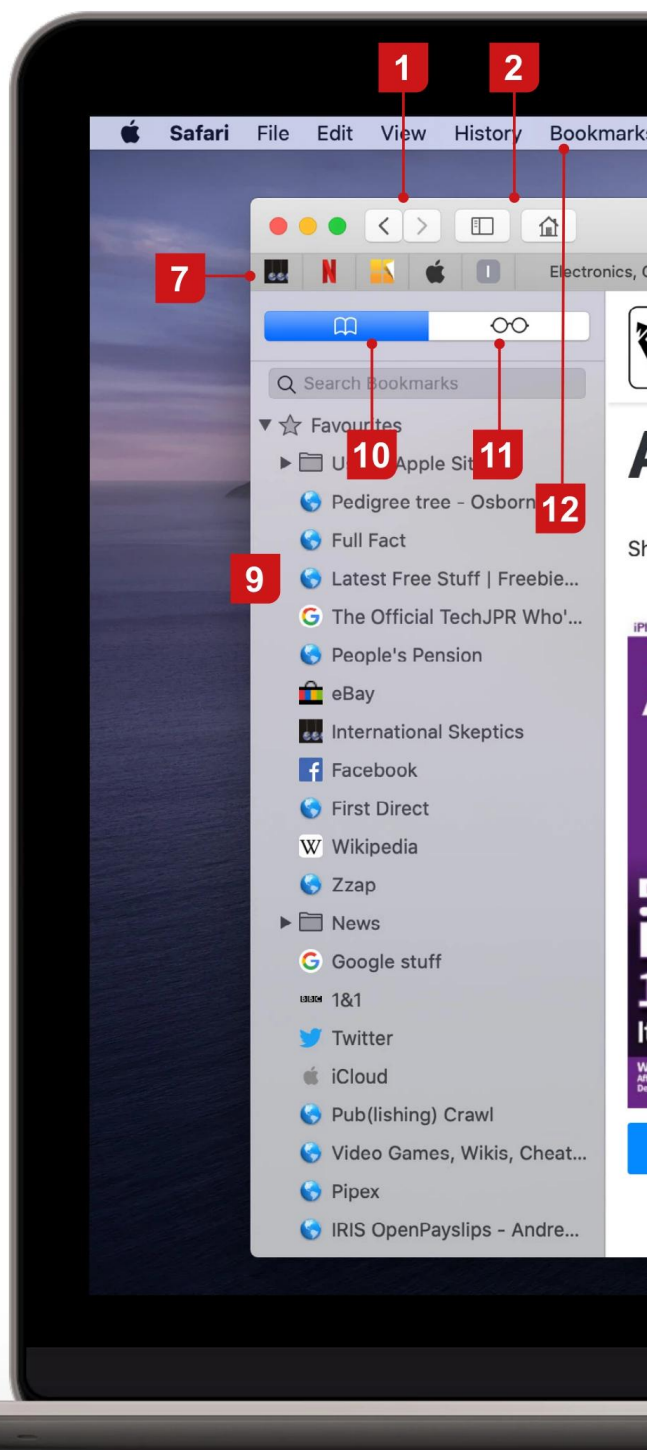 1
2
Safari File Edit View History Bookmarks
7
N
I
Electronics,
Search Bookmarks
Favourites
10
11
Apple
12
Pedigree tree - Osborn
Full Fact
9
Latest Free Stuff | Freebie...
G The Official TechJPR Who'...
People's Pension
eBay
International Skeptics
f Facebook
First Direct
W Wikipedia
Zzap
News
G Google stuff
BBC 1&1
Twitter
iCloud
Pub(lishing) Crawl
Video Games, Wikis, Cheat...
Pipex
IRIS OpenPayslips - Andre...